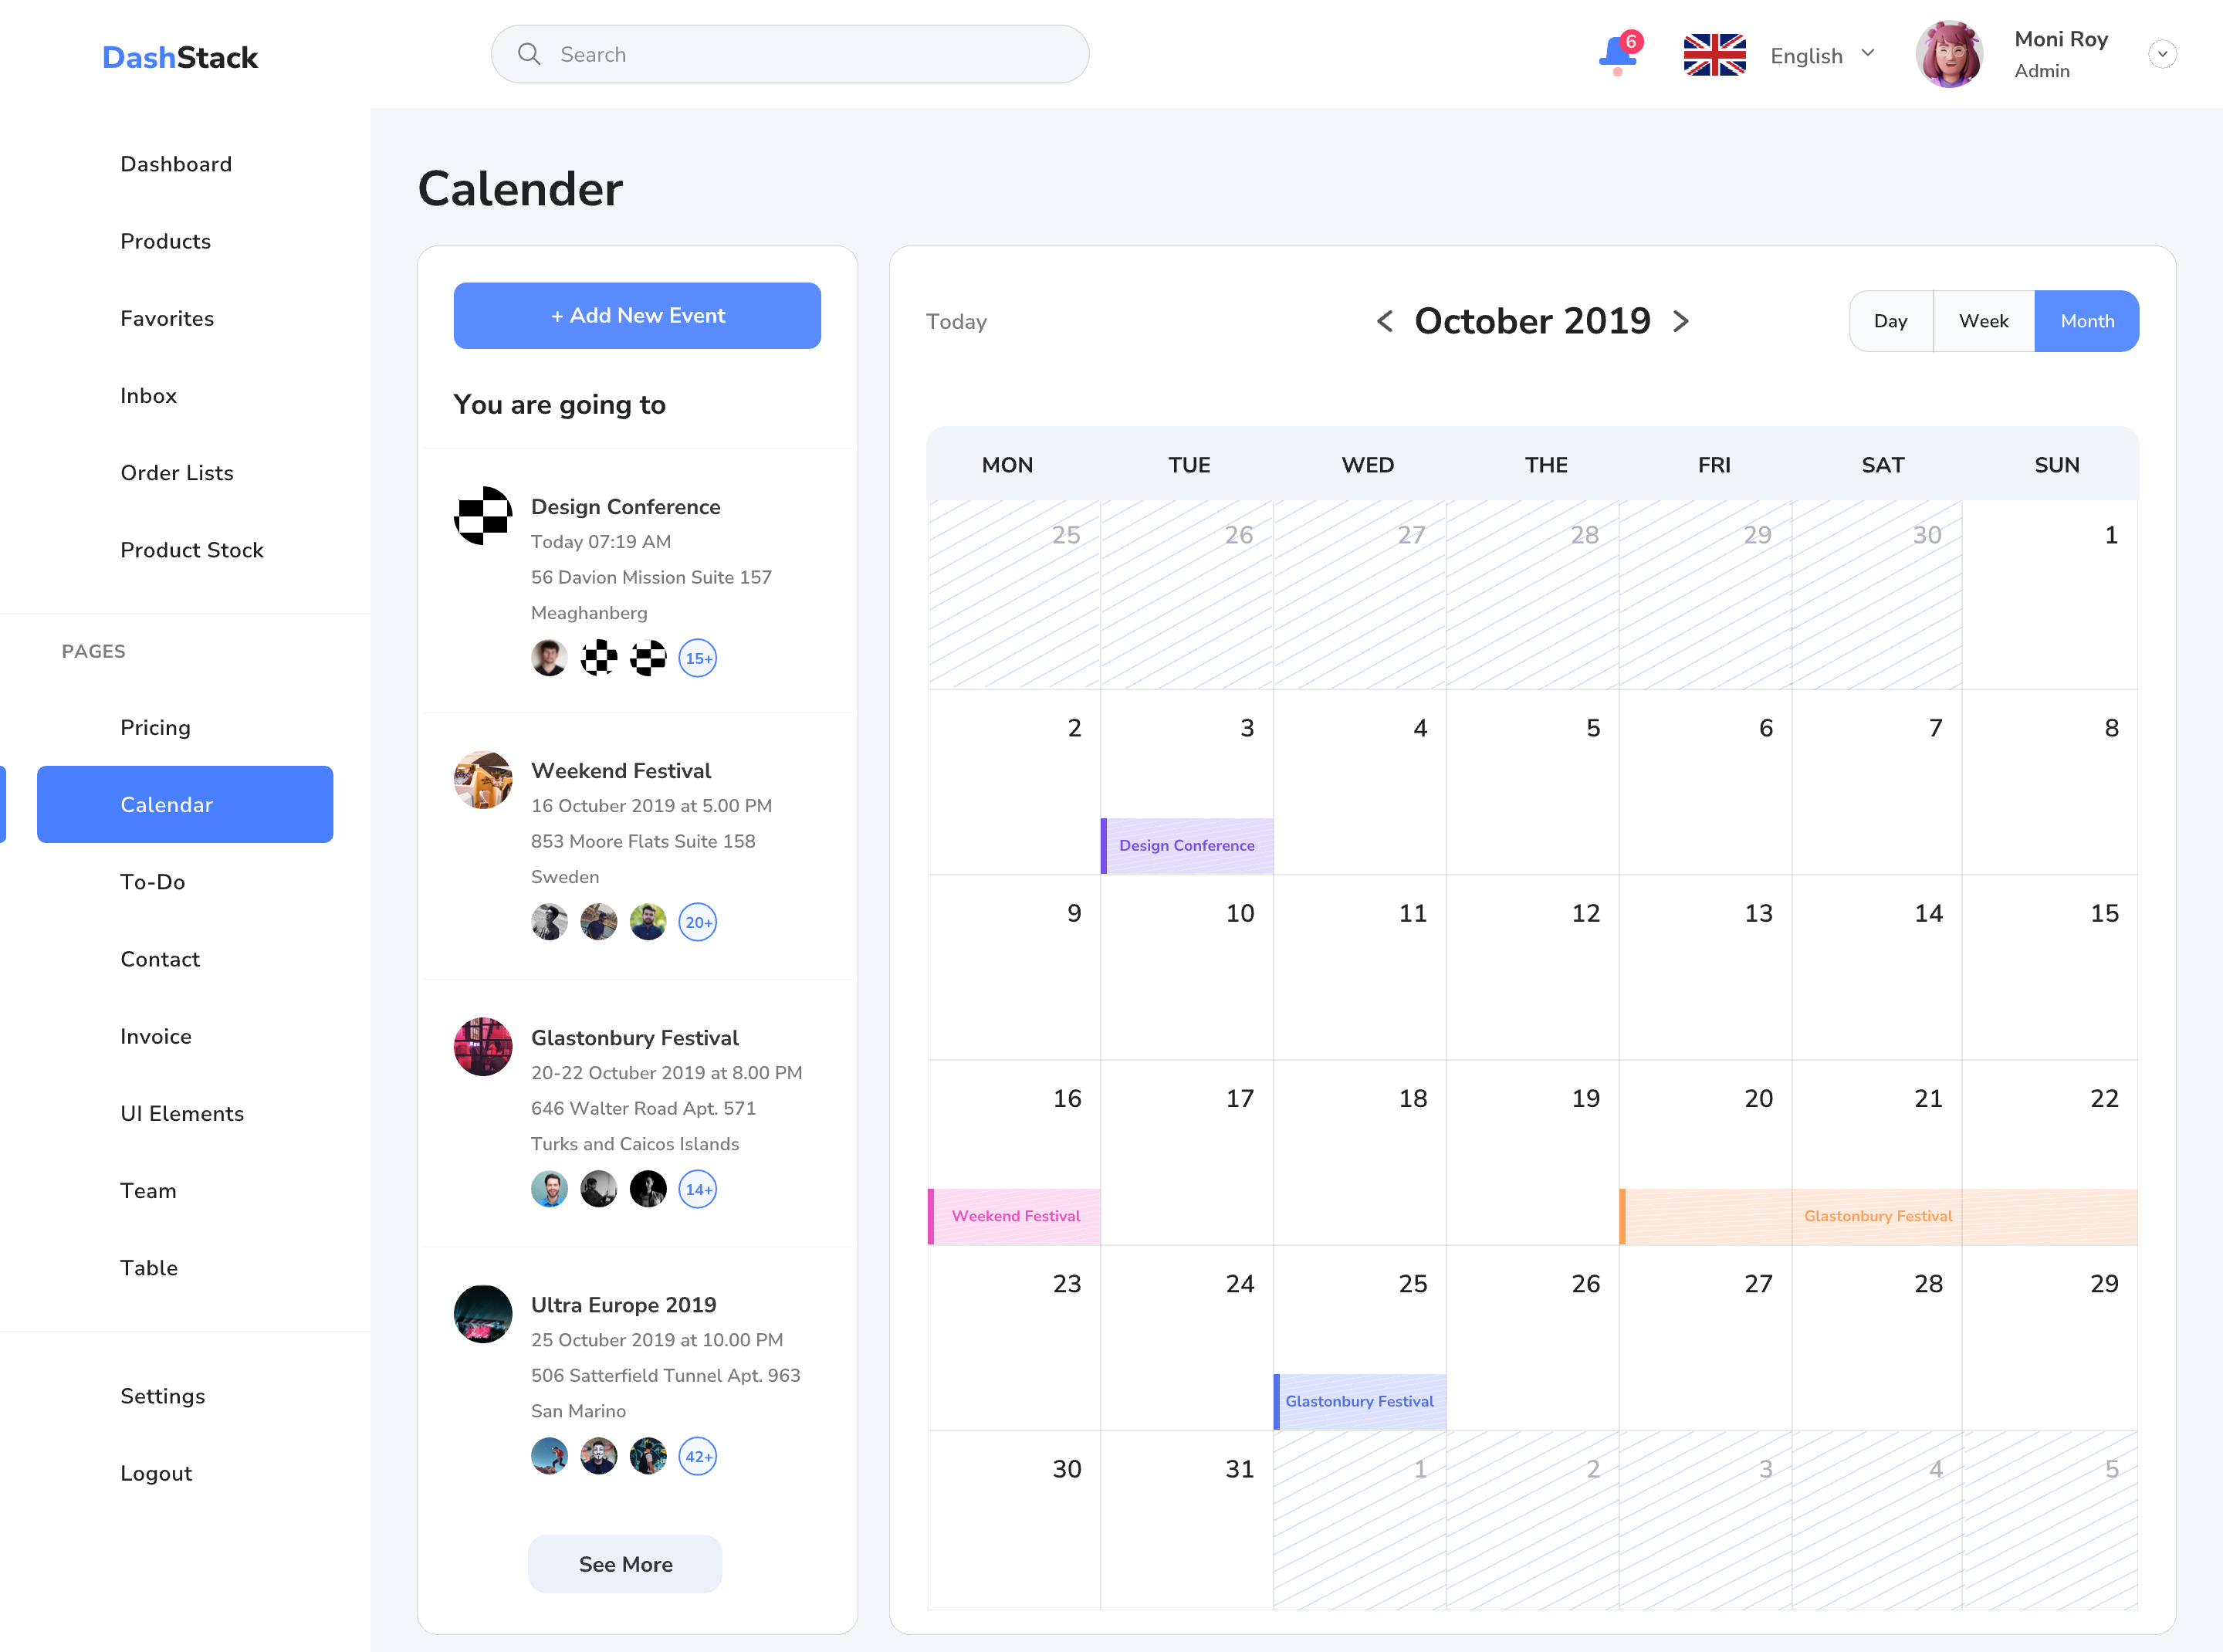 DashStack
Search
6
English
Moni Roy
Admin
Dashboard
Products
Favorites
Inbox
Order Lists
Product Stock
PAGES
Pricing
Calendar
To-Do
Contact
Invoice
UI Elements
Team
Table
Settings
Logout
Calender
+ Add New Event
You are going to
Design Conference
Today 07:19 AM
56 Davion Mission Suite 157
Meaghanberg
15+
Weekend Festival
16 Octuber 2019 at 5.00 PM
853 Moore Flats Suite 158
Sweden
20+
Glastonbury Festival
20-22 Octuber 2019 at 8.00 PM
646 Walter Road Apt. 571
Turks and Caicos Islands
14+
Ultra Europe 2019
25 Octuber 2019 at 10.00 PM
506 Satterfield Tunnel Apt. 963
San Marino
42+
See More
Today
< October 2019 >
Day Week Month
MON TUE WED THE FRI SAT SUN
25 26 27 28 29 30 1
2 3 4 5 6 7 8
Design Conference
9 10 11 12 13 14 15
16 17 18 19 20 21 22
Weekend Festival Glastonbury Festival
23 24 25 26 27 28 29
Glastonbury Festival
30 31 1 2 3 4 5